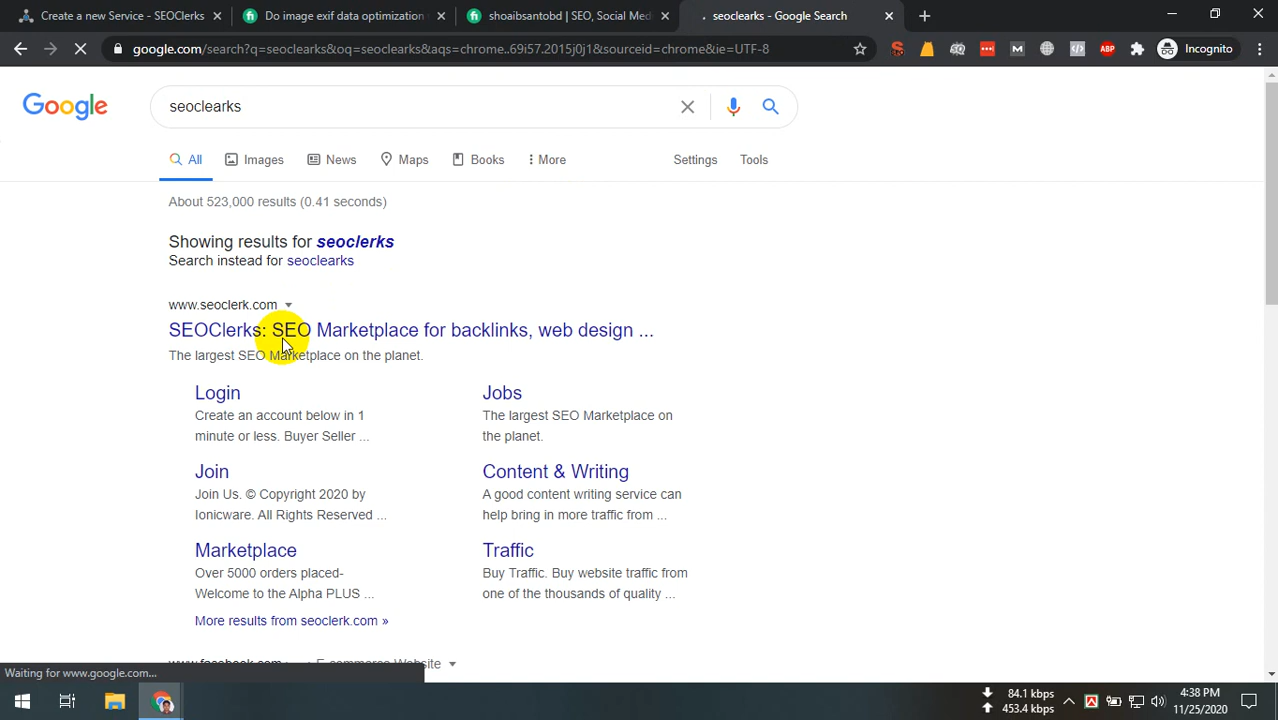 Create a new Service - SEOClerks
Do image exif data optimization
shoaibsantobd | SEO, Social Med
seoclearks - Google Search
google.com/search?q=seoclearks&oq=seoclearks&aqs=chrome..69i57.2015j0j1&sourceid=chrome&ie=UTF-8
ABP
Incognito
Google
seoclearks
All
Images
News
Maps
Books
More
Settings
Tools
About 523,000 results (0.41 seconds)
Showing results for seoclerks
Search instead for seoclearks
www.seoclerk.com
SEOClerks: SEO Marketplace for backlinks, web design ...
The largest SEO Marketplace on the planet.
Login
Create an account below in 1
minute or less. Buyer Seller ...
Jobs
The largest SEO Marketplace on
the planet.
Join
Join Us. © Copyright 2020 by
Ionicware. All Rights Reserved ...
Content & Writing
A good content writing service can
help bring in more traffic from ...
Marketplace
Over 5000 orders placed-
Welcome to the Alpha PLUS ...
Traffic
Buy Traffic. Buy website traffic from
one of the thousands of quality ...
More results from seoclerk.com »
www.facebook.com › E-commerce Website
Waiting for www.google.com...
84.1 kbps
453.4 kbps
4:38 PM
11/25/2020